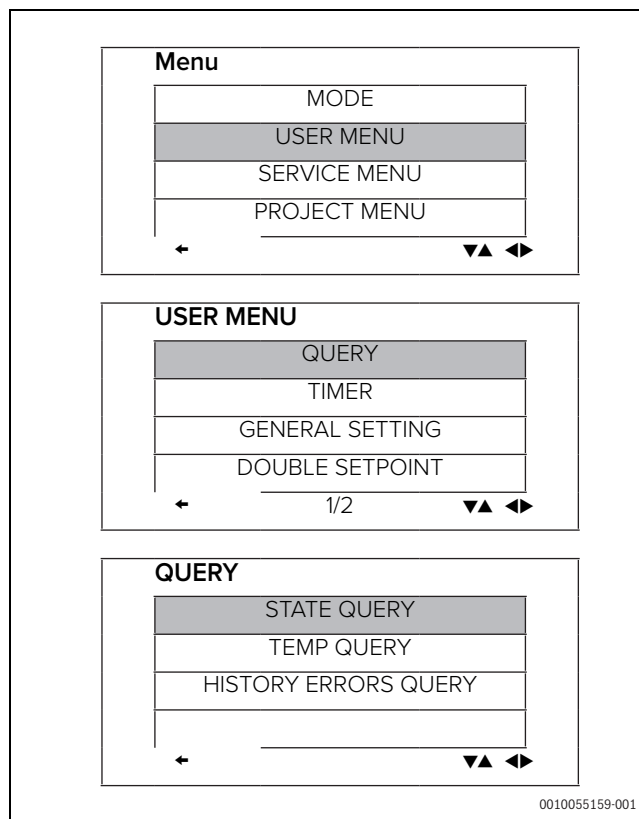 Menu
MODE
USER MENU
SERVICE MENU
PROJECT MENU
🠬 ▼▲ ◀▶
USER MENU
QUERY
TIMER
GENERAL SETTING
DOUBLE SETPOINT
🠬 1/2 ▼▲ ◀▶
QUERY
STATE QUERY
TEMP QUERY
HISTORY ERRORS QUERY
🠬 ▼▲ ◀▶
0010055159-001